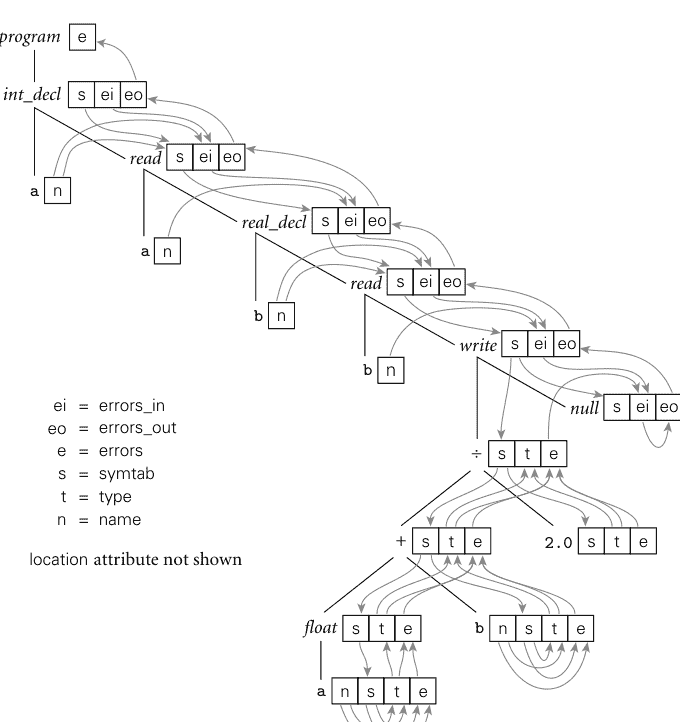 program e
int_decl s ei eo
read s ei eo
a n
real_decl s ei eo
a n
read s ei eo
b n
write s ei eo
b n
null s ei eo
ei = errors_in
eo = errors_out
e = errors
s = symtab
t = type
n = name
location attribute not shown
÷ s t e
+ s t e
2.0 s t e
float s t e
b n s t e
a n s t e